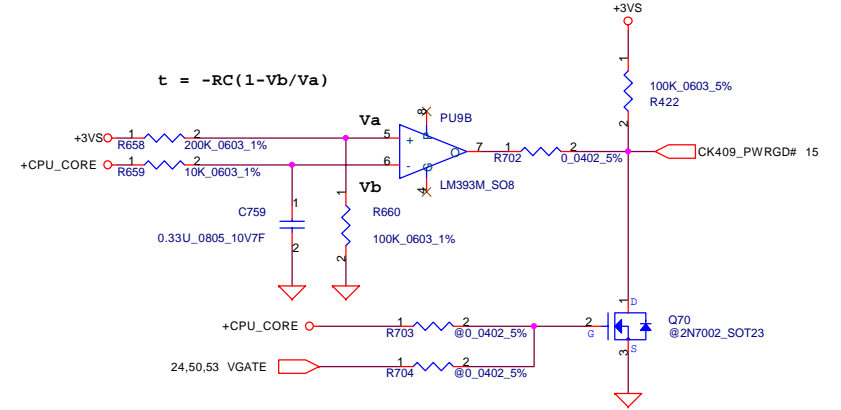 +3VS
t = -RC(1-Vb/Va)
1
100K_0603_5%
R422
2
8
P
PU9B
Va
+3VS
1
2
R658
200K_0603_1%
5
+
7
O
1
2
R702
0_0402_5%
CK409_PWRGD# 15
+CPU_CORE
1
2
R659
10K_0603_1%
6
-
G
4
LM393M_SO8
Vb
1
C759
0.33U_0805_10V7F
2
1
R660
100K_0603_1%
2
+CPU_CORE
1
2
R703
@0_0402_5%
2
G
1
D
Q70
@2N7002_SOT23
3
S
24,50,53 VGATE
1
2
R704
@0_0402_5%